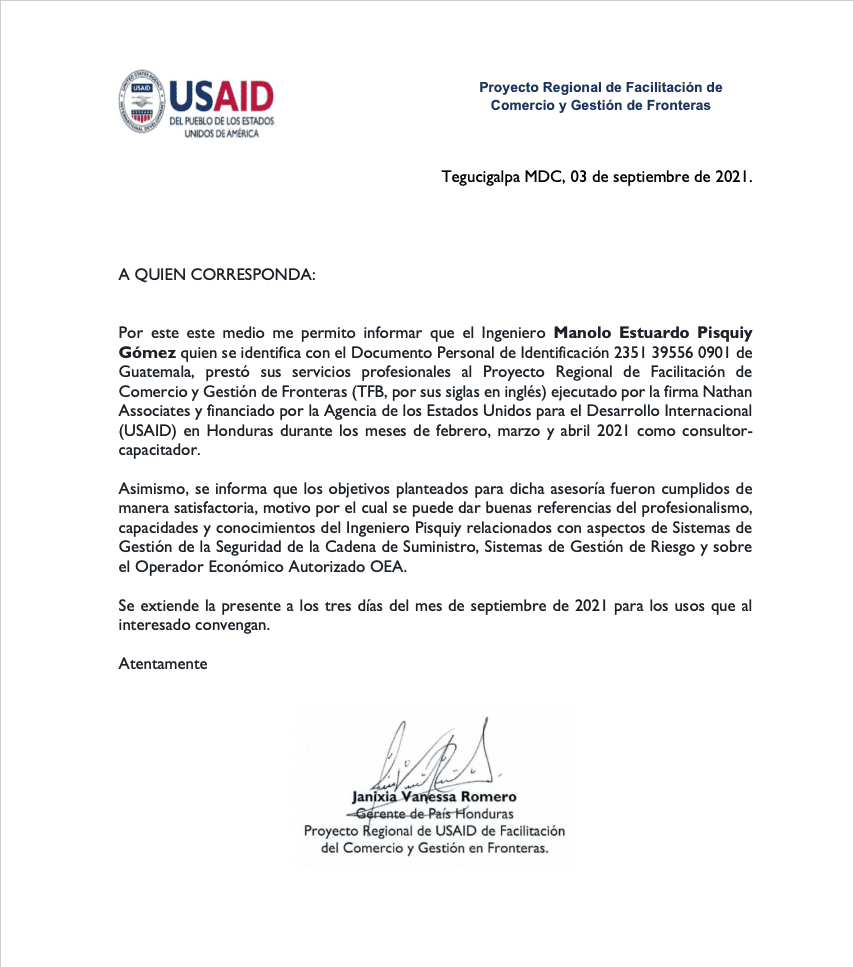 USAID
DEL PUEBLO DE LOS ESTADOS
UNIDOS DE AMÉRICA
Proyecto Regional de Facilitación de
Comercio y Gestión de Fronteras
Tegucigalpa MDC, 03 de septiembre de 2021.
A QUIEN CORRESPONDA:
Por este este medio me permito informar que el Ingeniero Manolo Estuardo Pisquiy
Gómez quien se identifica con el Documento Personal de Identificación 2351 39556 0901 de
Guatemala, prestó sus servicios profesionales al Proyecto Regional de Facilitación de
Comercio y Gestión de Fronteras (TFB, por sus siglas en inglés) ejecutado por la firma Nathan
Associates y financiado por la Agencia de los Estados Unidos para el Desarrollo Internacional
(USAID) en Honduras durante los meses de febrero, marzo y abril 2021 como consultor-
capacitador.
Asimismo, se informa que los objetivos planteados para dicha asesoría fueron cumplidos de
manera satisfactoria, motivo por el cual se puede dar buenas referencias del profesionalismo,
capacidades y conocimientos del Ingeniero Pisquiy relacionados con aspectos de Sistemas de
Gestión de la Seguridad de la Cadena de Suministro, Sistemas de Gestión de Riesgo y sobre
el Operador Económico Autorizado OEA.
Se extiende la presente a los tres días del mes de septiembre de 2021 para los usos que al
interesado convengan.
Atentamente
Janixia Vanessa Romero
Gerente de País Honduras
Proyecto Regional de USAID de Facilitación
del Comercio y Gestión en Fronteras.